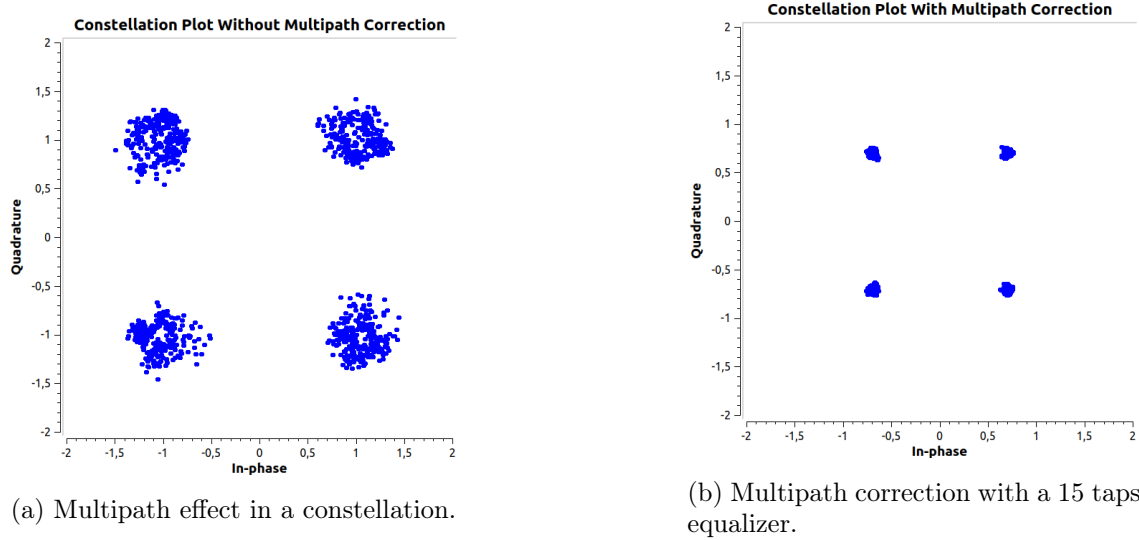 Constellation Plot Without Multipath Correction
2
1,5
1
0,5
0
-0,5
-1
-1,5
-2
Quadrature
-2 -1,5 -1 -0,5 0 0,5 1 1,5 2
In-phase
(a) Multipath effect in a constellation.
Constellation Plot With Multipath Correction
2
1,5
1
0,5
0
-0,5
-1
-1,5
-2
Quadrature
-2 -1,5 -1 -0,5 0 0,5 1 1,5 2
In-phase
(b) Multipath correction with a 15 taps
equalizer.